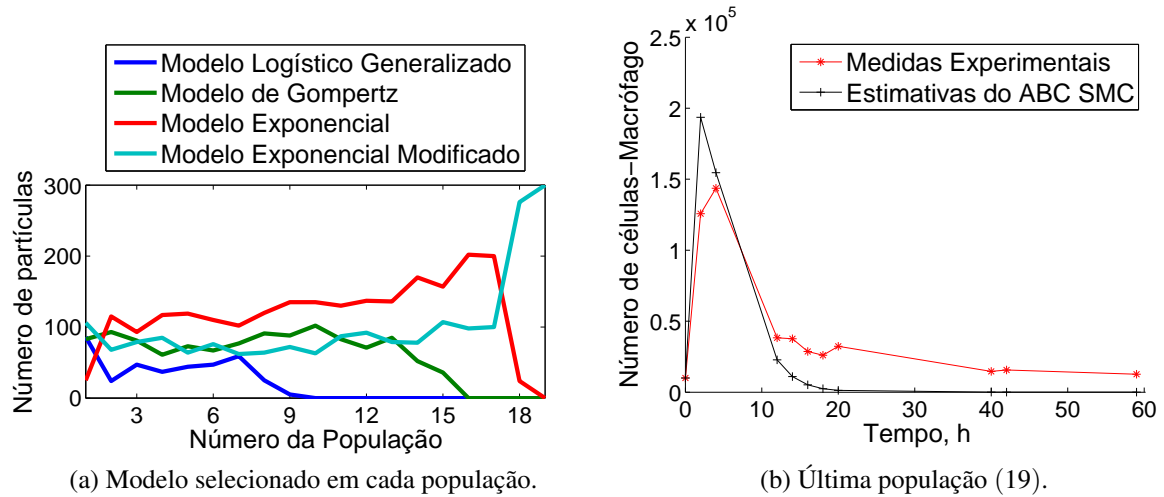 Modelo Logístico Generalizado
Modelo de Gompertz
Modelo Exponencial
Modelo Exponencial Modificado
300
200
100
0
3
6
9
12
15
18
Número de partículas
Número da População
(a) Modelo selecionado em cada população.
x 10^5
2.5
2
1.5
1
0.5
0
0
10
20
30
40
50
60
Número de células−Macrófago
Tempo, h
Medidas Experimentais
Estimativas do ABC SMC
(b) Última população (19).